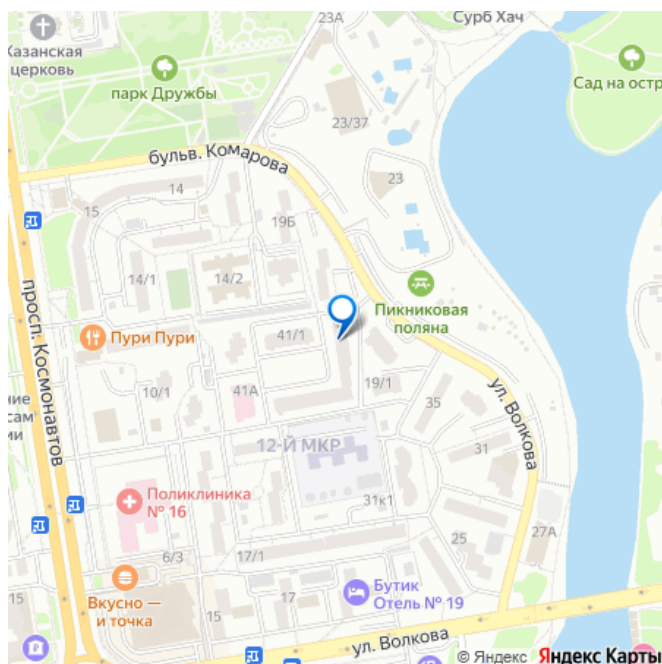 23А
Сурб Хач
Казанская
церковь
парк Дружбы
Сад на остр
23/37
бульв. Комарова
14
23
15
19Б
14/1
14/2
Пикниковая
поляна
просп. Космонавтов
Пури Пури
41/1
10/1
41А
19/1
35
ул. Волкова
ние
сам
ии
12-Й МКР
31
31к1
Поликлиника
№ 16
25
27А
6/3
17/1
Вкусно —
и точка
15
15
17
Бутик
Отель № 19
ул. Волкова
© Яндекс Яндекс Карты